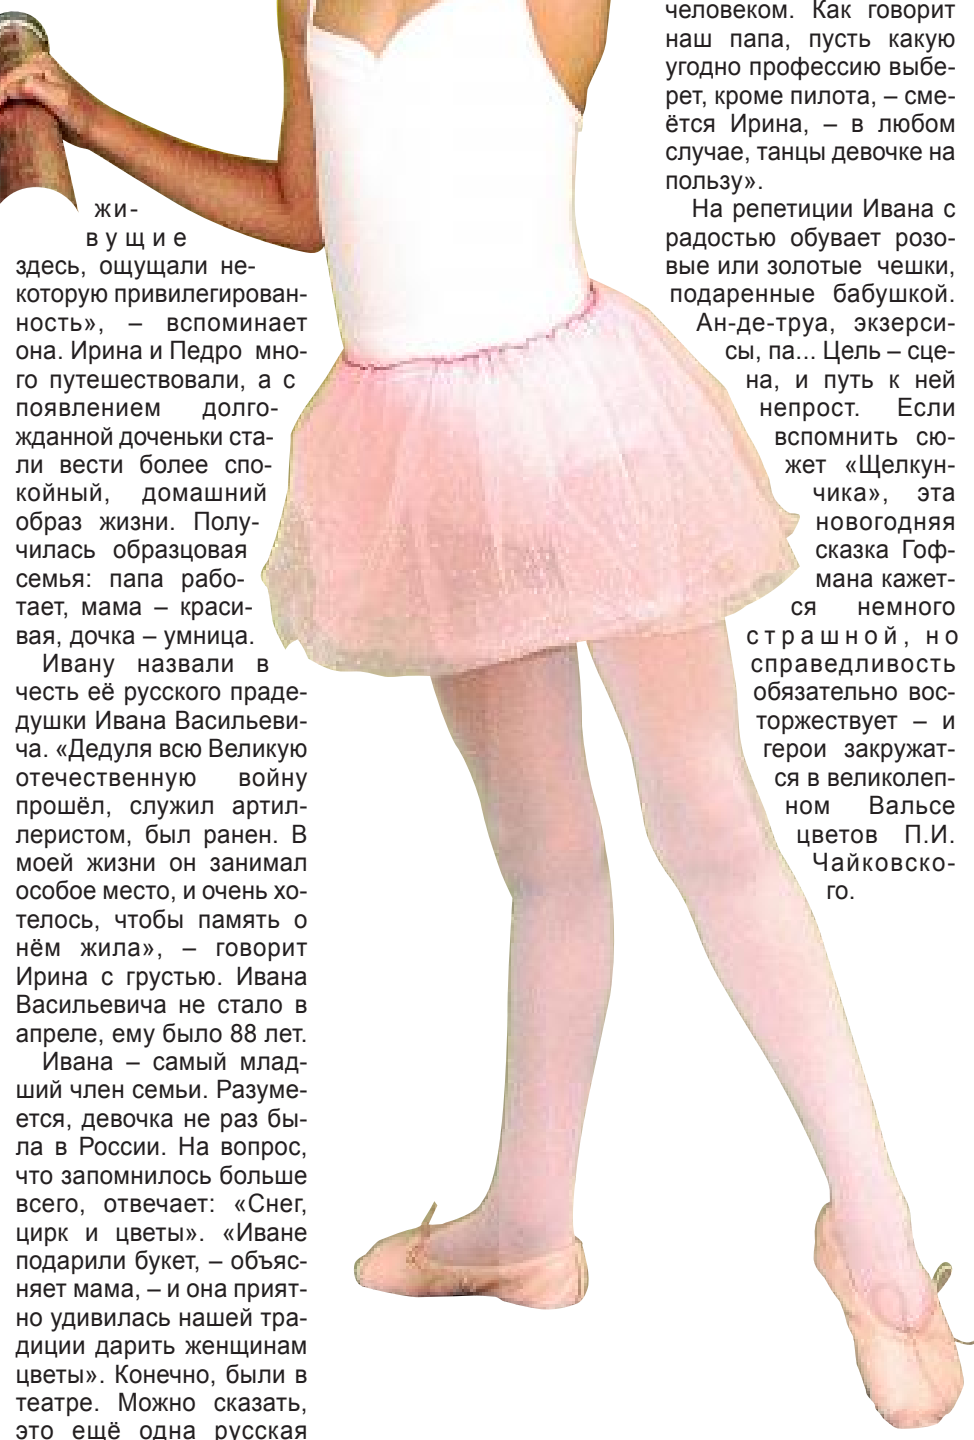 жи-
вущие
здесь, ощущали не-
которую привилегирован-
ность», – вспоминает
она. Ирина и Педро мно-
го путешествовали, а с
появлением долго-
жданной доченьки ста-
ли вести более спо-
койный, домашний
образ жизни. Полу-
чилась образцовая
семья: папа рабо-
тает, мама – краси-
вая, дочка – умница.
Ивану назвали в
честь её русского праде-
душки Ивана Васильеви-
ча. «Дедуля всю Великую
отечественную войну
прошёл, служил артил-
леристом, был ранен. В
моей жизни он занимал
особое место, и очень хо-
телось, чтобы память о
нём жила», – говорит
Ирина с грустью. Ивана
Васильевича не стало в
апреле, ему было 88 лет.
Ивана – самый млад-
ший член семьи. Разуме-
ется, девочка не раз бы-
ла в России. На вопрос,
что запомнилось больше
всего, отвечает: «Снег,
цирк и цветы». «Иване
подарили букет, – объяс-
няет мама, – и она прият-
но удивилась нашей тра-
диции дарить женщинам
цветы». Конечно, были в
театре. Можно сказать,
это ещё одна русская
человеком. Как говорит
наш папа, пусть какую
угодно профессию выбе-
рет, кроме пилота, – сме-
ётся Ирина, – в любом
случае, танцы девочке на
пользу».
На репетиции Ивана с
радостью обувает розо-
вые или золотые чешки,
подаренные бабушкой.
Ан-де-труа, экзерси-
сы, па... Цель – сце-
на, и путь к ней
непрост. Если
вспомнить сю-
жет «Щелкун-
чика», эта
новогодняя
сказка Гоф-
мана кажет-
ся немного
страшной, но
справедливость
обязательно вос-
торжествует – и
герои закружат-
ся в великолеп-
ном Вальсе
цветов П.И.
Чайковско-
го.